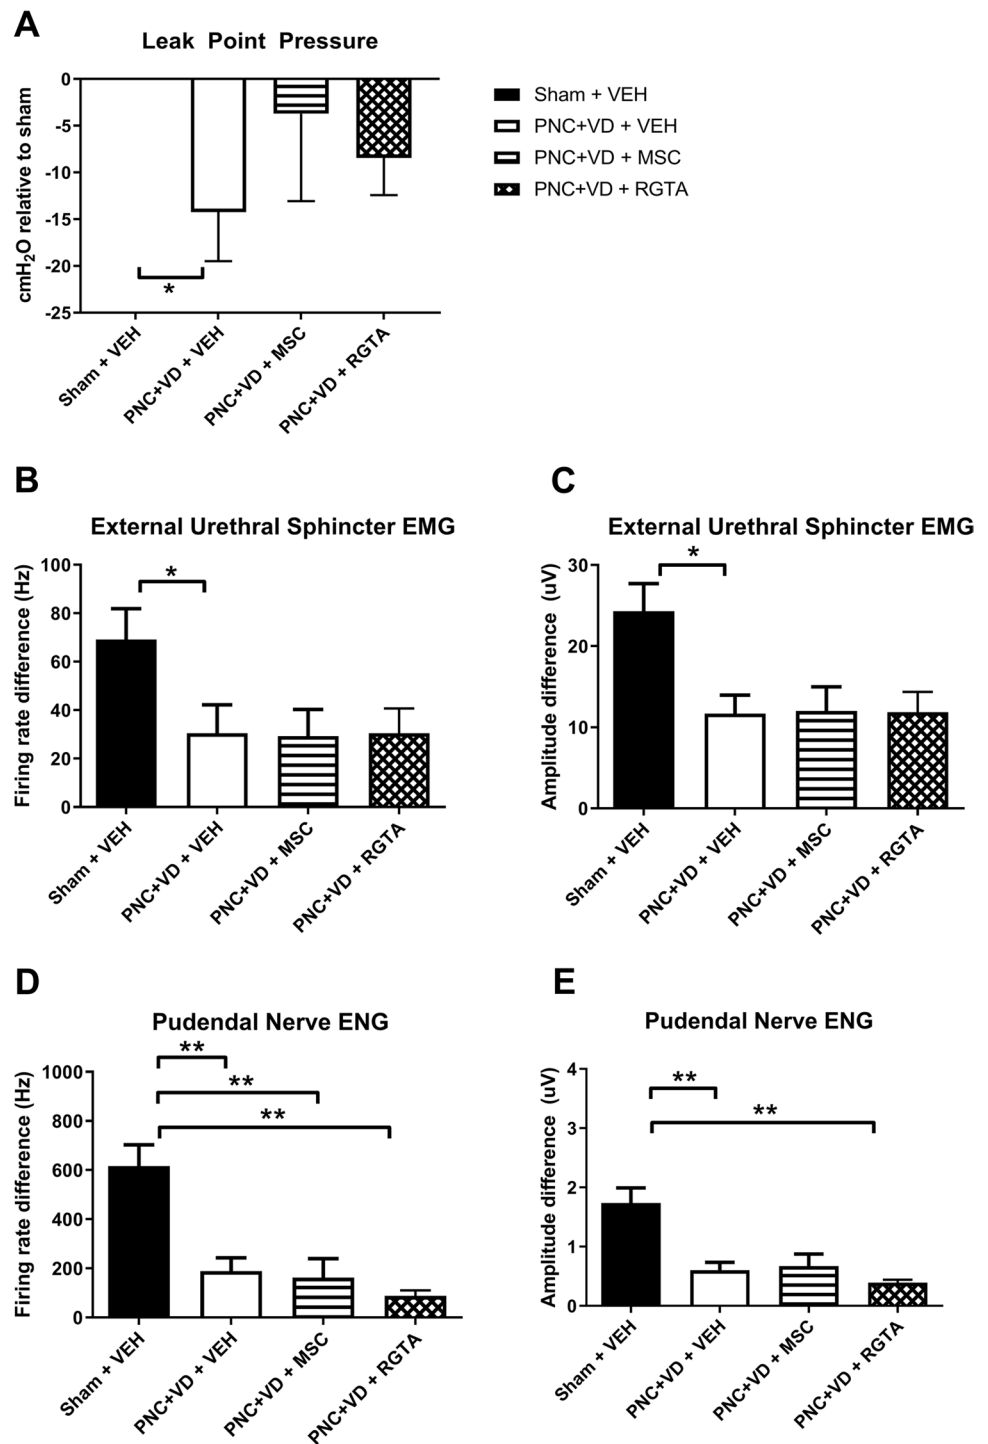 A
Leak Point Pressure
cmH₂O relative to sham
0
-5
-10
-15
-20
-25
*
Sham + VEH
PNC+VD + VEH
PNC+VD + MSC
PNC+VD + RGTA
Sham + VEH
PNC+VD + VEH
PNC+VD + MSC
PNC+VD + RGTA
B
External Urethral Sphincter EMG
Firing rate difference (Hz)
100
80
60
40
20
0
*
Sham + VEH
PNC+VD + VEH
PNC+VD + MSC
PNC+VD + RGTA
C
External Urethral Sphincter EMG
Amplitude difference (uV)
30
20
10
0
*
Sham + VEH
PNC+VD + VEH
PNC+VD + MSC
PNC+VD + RGTA
D
Pudendal Nerve ENG
Firing rate difference (Hz)
1000
800
600
400
200
0
**
**
**
Sham + VEH
PNC+VD + VEH
PNC+VD + MSC
PNC+VD + RGTA
E
Pudendal Nerve ENG
Amplitude difference (uV)
4
3
2
1
0
**
**
Sham + VEH
PNC+VD + VEH
PNC+VD + MSC
PNC+VD + RGTA